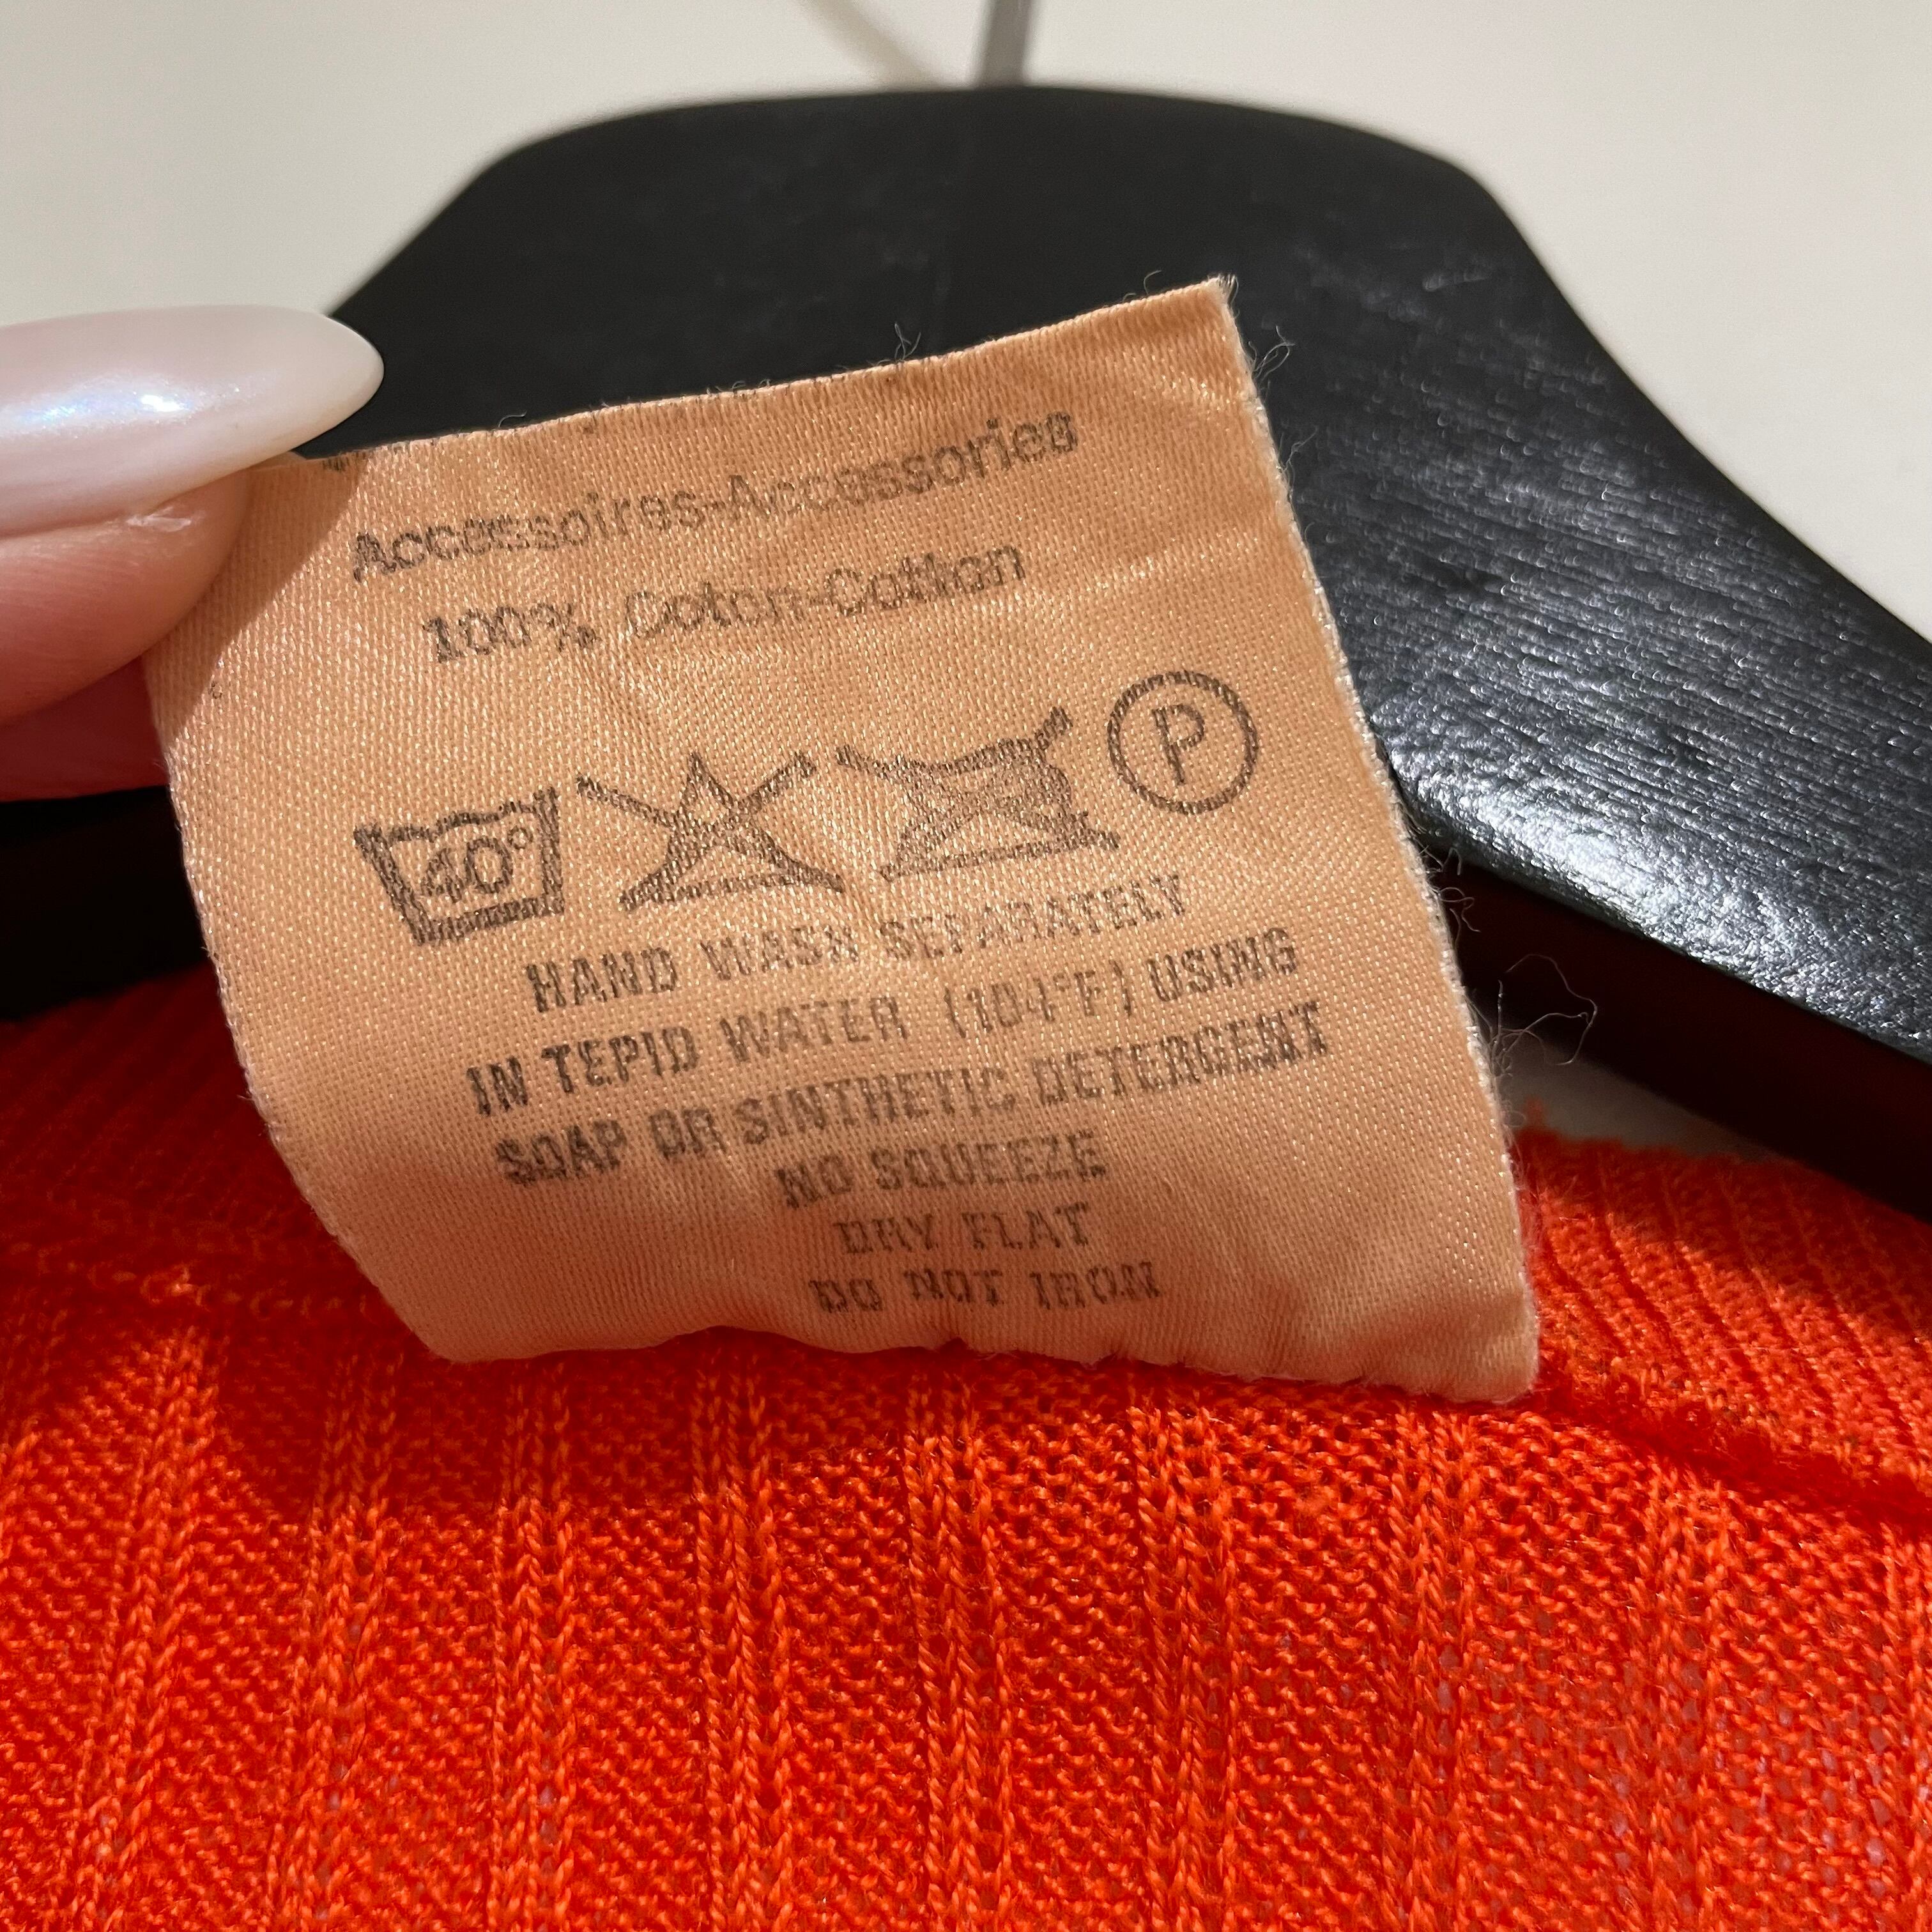 Accessoires-Accessories
100% Coton-Cotton
40° P
HAND WASH SEPARATELY
IN TEPID WATER (104°F) USING
SOAP OR SINTHETIC DETERGENT
NO SQUEEZE
DRY FLAT
DO NOT IRON